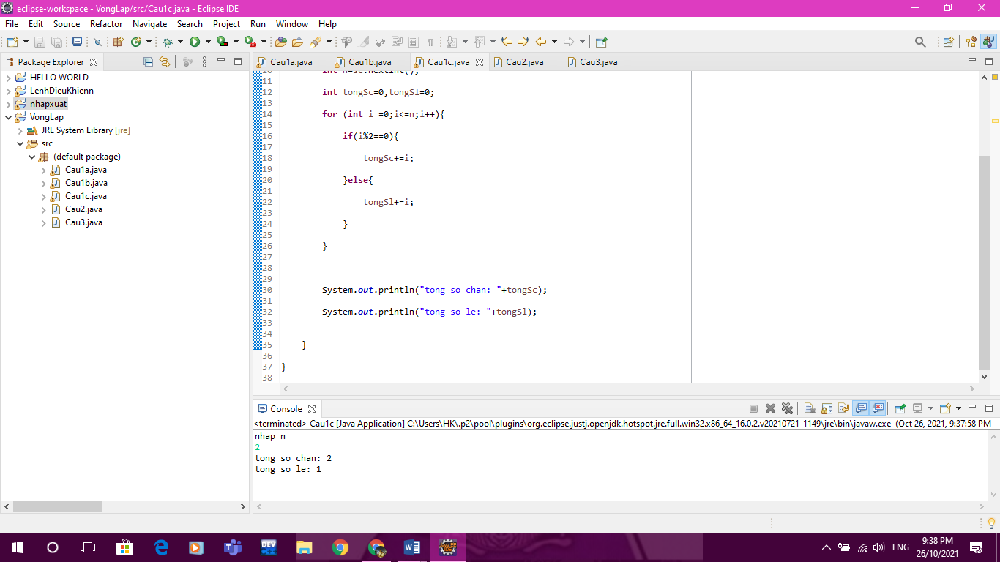 eclipse-workspace - VongLap/src/Cau1c.java - Eclipse IDE
File Edit Source Refactor Navigate Search Project Run Window Help
Package Explorer
HELLO WORLD
LenhDieuKhienn
nhapxuat
VongLap
JRE System Library [jre]
src
(default package)
Cau1a.java
Cau1b.java
Cau1c.java
Cau2.java
Cau3.java
Cau1a.java Cau1b.java Cau1c.java Cau2.java Cau3.java
10 int n=sc.nextInt();
11
12 int tongSc=0,tongSl=0;
13
14 for (int i =0;i<=n;i++){
15
16 if(i%2==0){
17
18 tongSc+=i;
19
20 }else{
21
22 tongSl+=i;
23
24 }
25
26 }
27
28
29
30 System.out.println("tong so chan: "+tongSc);
31
32 System.out.println("tong so le: "+tongSl);
33
34
35 }
36
37 }
38
Console
<terminated> Cau1c [Java Application] C:\Users\HK\.p2\pool\plugins\org.eclipse.justj.openjdk.hotspot.jre.full.win32.x86_64_16.0.2.v20210721-1149\jre\bin\javaw.exe (Oct 26, 2021, 9:37:58 PM –
nhap n
2
tong so chan: 2
tong so le: 1
DEV
ENG
9:38 PM
26/10/2021